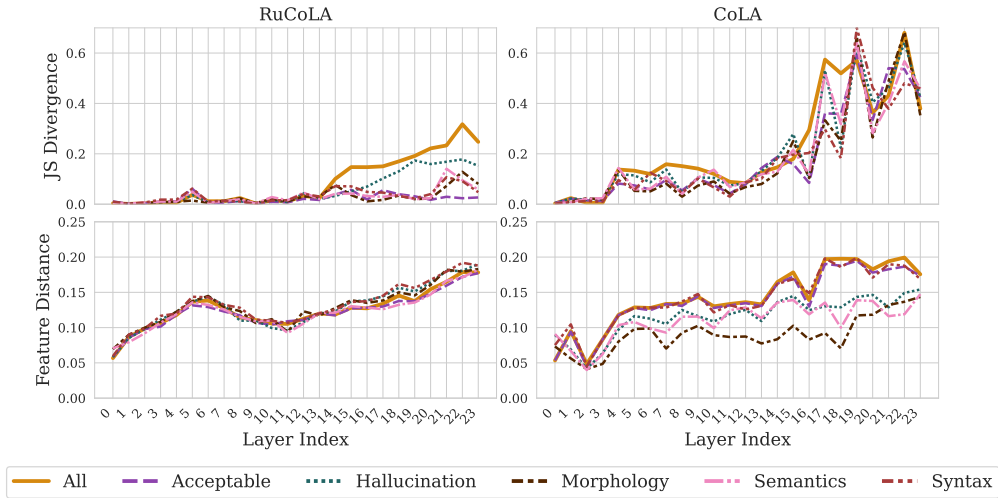 RuCoLA
CoLA
JS Divergence
0.6
0.4
0.2
0.0
0.6
0.4
0.2
0.0
Feature Distance
0.25
0.20
0.15
0.10
0.05
0.00
0.25
0.20
0.15
0.10
0.05
0.00
0 1 2 3 4 5 6 7 8 9 10 11 12 13 14 15 16 17 18 19 20 21 22 23
0 1 2 3 4 5 6 7 8 9 10 11 12 13 14 15 16 17 18 19 20 21 22 23
Layer Index
Layer Index
All Acceptable Hallucination Morphology Semantics Syntax